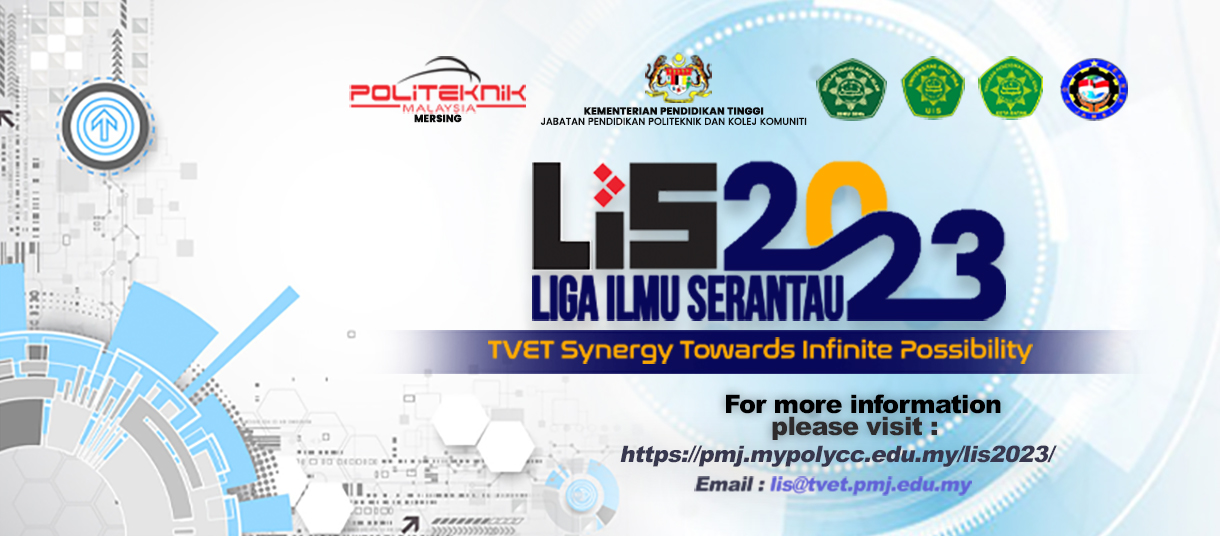 POLITEKNIK
MALAYSIA
MERSING
KEMENTERIAN PENDIDIKAN TINGGI
JABATAN PENDIDIKAN POLITEKNIK DAN KOLEJ KOMUNITI
UIS
LiS2023
LIGA ILMU SERANTAU
TVET Synergy Towards Infinite Possibility
For more information
please visit :
https://pmj.mypolycc.edu.my/lis2023/
Email : lis@tvet.pmj.edu.my